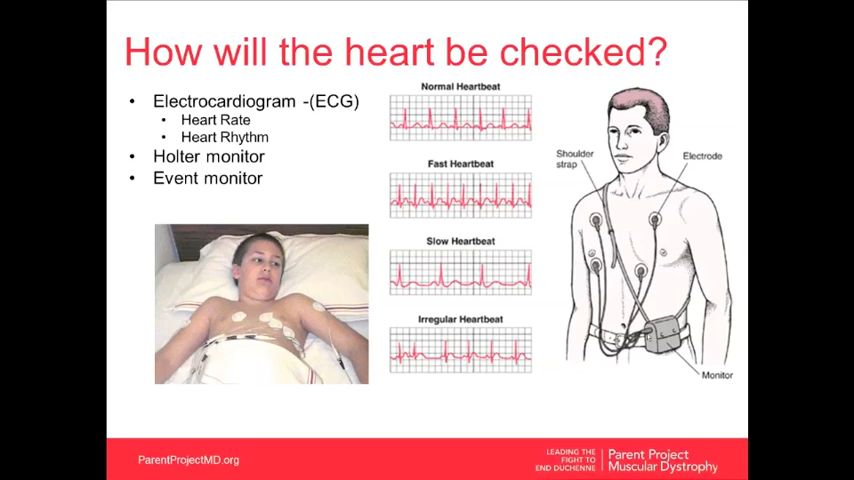 How will the heart be checked?
• Electrocardiogram -(ECG)
• Heart Rate
• Heart Rhythm
• Holter monitor
• Event monitor
Normal Heartbeat
Fast Heartbeat
Slow Heartbeat
Irregular Heartbeat
Shoulder
strap
Electrode
Monitor
ParentProjectMD.org
LEADING THE
FIGHT TO
END DUCHENNE
Parent Project
Muscular Dystrophy